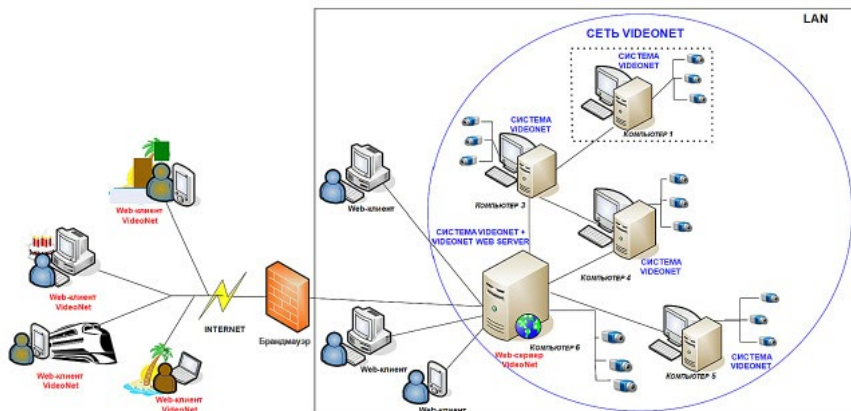 LAN
СЕТЬ VIDEONET
СИСТЕМА
VIDEONET
КОМПЬЮТЕР 1
СИСТЕМА
VIDEONET
КОМПЬЮТЕР 3
Web-клиент
VideoNet
Web-клиент
СИСТЕМА VIDEONET +
VIDEONET WEB SERVER
СИСТЕМА
VIDEONET
КОМПЬЮТЕР 4
Web-клиент
VideoNet
INTERNET
Брандмауэр
Web-клиент
VideoNet
Web-клиент
VideoNet
Web-клиент
КОМПЬЮТЕР 6
Web-сервер
VideoNet
КОМПЬЮТЕР 5
СИСТЕМА
VIDEONET
Web-клиент